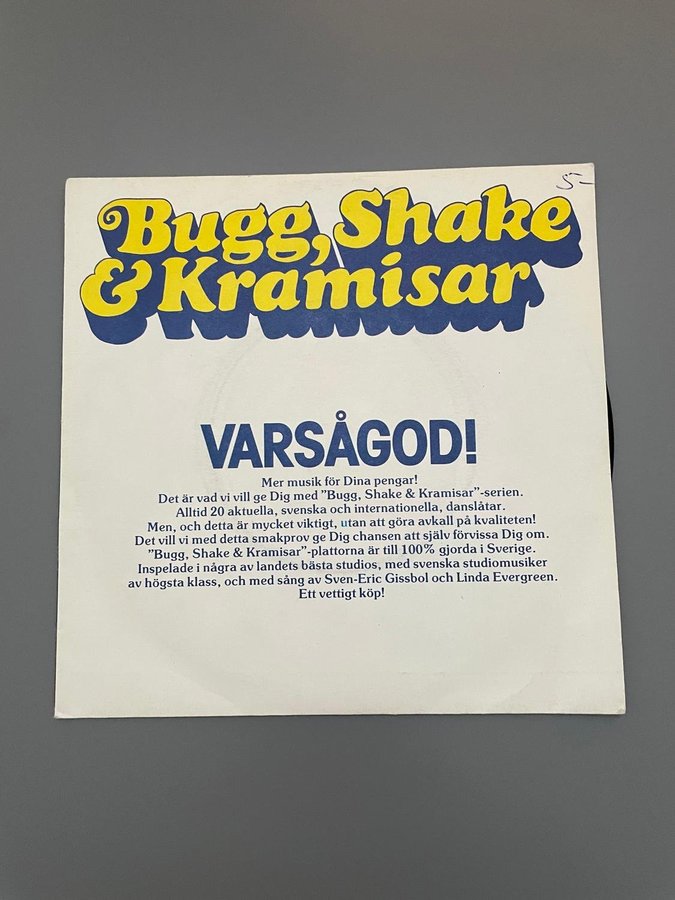 5-
Bugg, Shake
& Kramisar
VARSÅGOD!
Mer musik för Dina pengar!
Det är vad vi vill ge Dig med ”Bugg, Shake & Kramisar”-serien.
Alltid 20 aktuella, svenska och internationella, danslåtar.
Men, och detta är mycket viktigt, utan att göra avkall på kvaliteten!
Det vill vi med detta smakprov ge Dig chansen att själv förvissa Dig om.
”Bugg, Shake & Kramisar”-plattorna är till 100% gjorda i Sverige.
Inspelade i några av landets bästa studios, med svenska studiomusiker
av högsta klass, och med sång av Sven-Eric Gissbol och Linda Evergreen.
Ett vettigt köp!